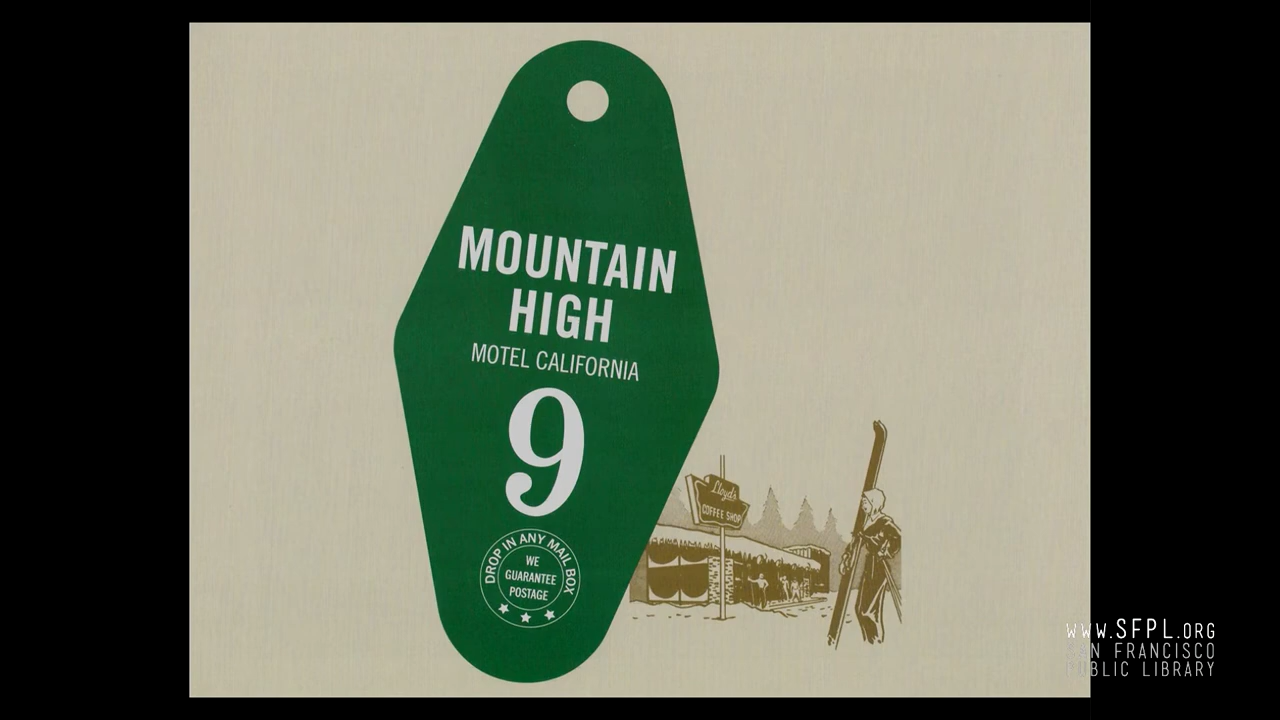 MOUNTAIN
HIGH
MOTEL CALIFORNIA
9
DROP IN ANY MAIL BOX
WE
GUARANTEE
POSTAGE
Lloyd's
COFFEE SHOP
WWW.SFPL.ORG
SAN FRANCISCO
PUBLIC LIBRARY